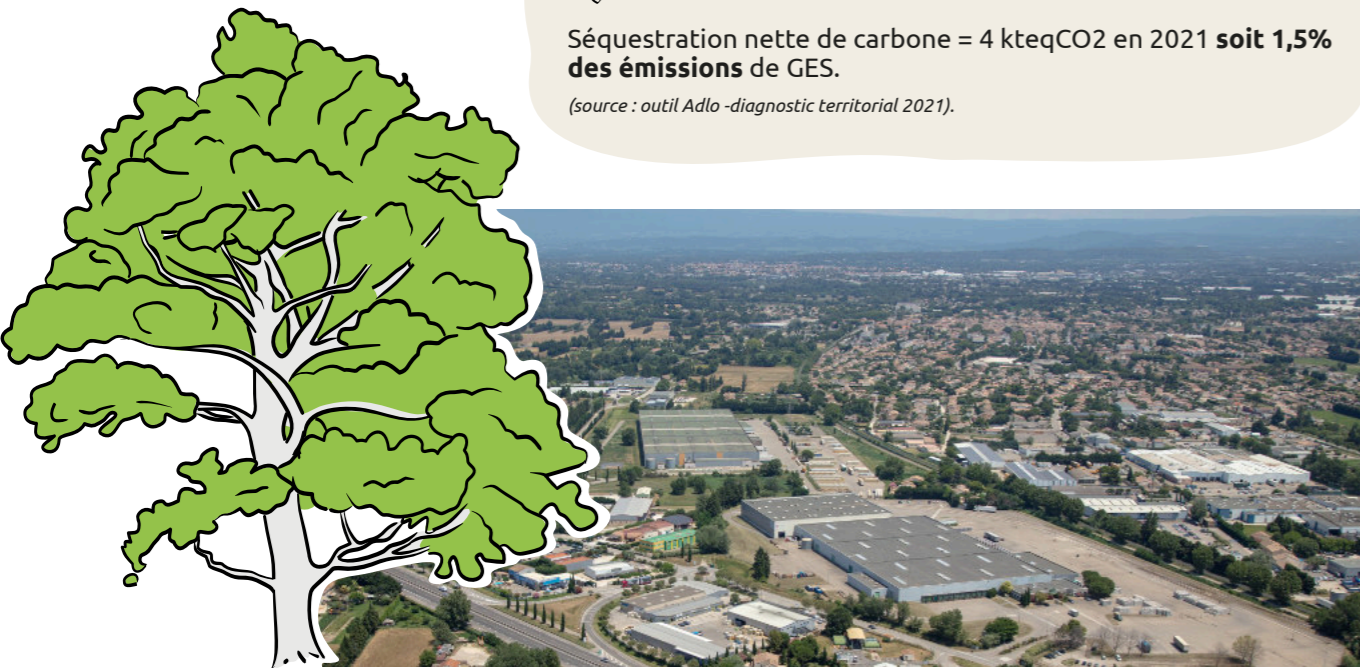 Séquestration nette de carbone = 4 kteqCO2 en 2021 soit 1,5%
des émissions de GES.
(source : outil Adlo -diagnostic territorial 2021).